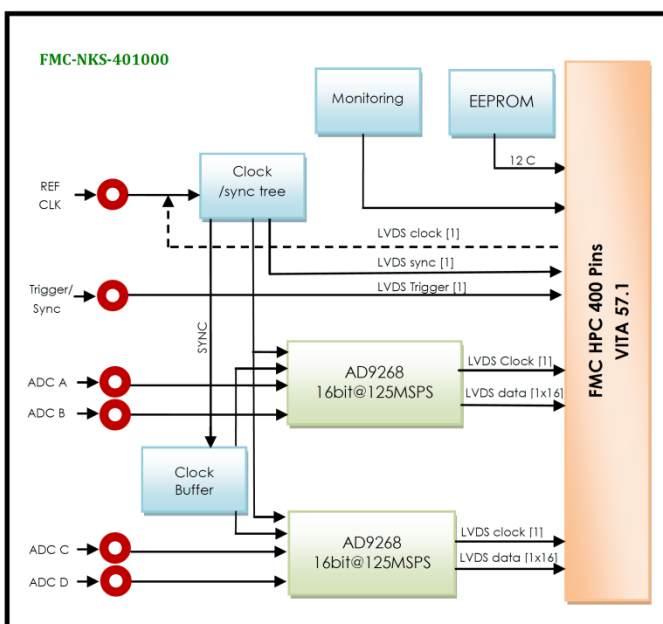 FMC-NKS-401000
Monitoring
EEPROM
12 C
Clock
/sync tree
REF
CLK
LVDS clock [1]
LVDS sync [1]
Trigger/
Sync
LVDS Trigger [1]
SYNC
AD9268
16bit@125MSPS
LVDS Clock [1]
LVDS data [1x16]
ADC A
ADC B
Clock
Buffer
AD9268
16bit@125MSPS
LVDS clock [1]
LVDS data [1x16]
ADC C
ADC D
FMC HPC 400 Pins
VITA 57.1